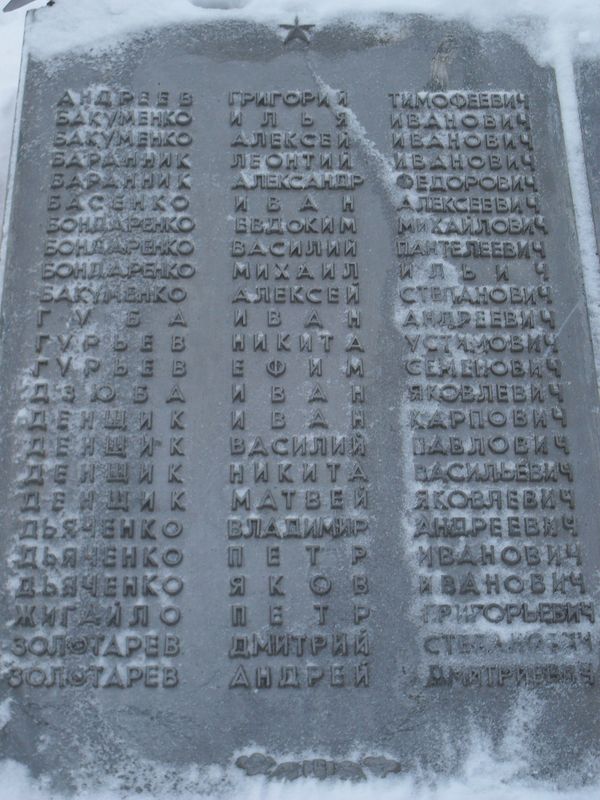 АНДРЕЕВ ГРИГОРИЙ ТИМОФЕЕВИЧ
БАКУМЕНКО ИЛЬЯ ИВАНОВИЧ
БАКУМЕНКО АЛЕКСЕЙ ИВАНОВИЧ
БАРАННИК ЛЕОНТИЙ ИВАНОВИЧ
БАРАННИК АЛЕКСАНДР ФЕДОРОВИЧ
БАСЕНКО ИВАН АЛЕКСЕЕВИЧ
БОНДАРЕНКО ЕВДОКИМ МИХАЙЛОВИЧ
БОНДАРЕНКО ВАСИЛИЙ ПАНТЕЛЕЕВИЧ
БОНДАРЕНКО МИХАИЛ ИЛЬИЧ
БАКУМЕНКО АЛЕКСЕЙ СТЕПАНОВИЧ
ГУБА ИВАН АНДРЕЕВИЧ
ГУРЬЕВ НИКИТА УСТИМОВИЧ
ГУРЬЕВ ЕФИМ СЕМЕНОВИЧ
ДЗЮБА ИВАН ЯКОВЛЕВИЧ
ДЕНЩИК ИВАН КАРПОВИЧ
ДЕНЩИК ВАСИЛИЙ ПАВЛОВИЧ
ДЕНЩИК НИКИТА ВАСИЛЬЕВИЧ
ДЕНЩИК МАТВЕЙ ЯКОВЛЕВИЧ
ДЬЯЧЕНКО ВЛАДИМИР АНДРЕЕВИЧ
ДЬЯЧЕНКО ПЕТР ИВАНОВИЧ
ДЬЯЧЕНКО ЯКОВ ИВАНОВИЧ
ЖИГАЙЛО ПЕТР ГРИГОРЬЕВИЧ
ЗОЛОТАРЕВ ДМИТРИЙ СТЕПАНОВИЧ
ЗОЛОТАРЕВ АНДРЕЙ ДМИТРИЕВИЧ